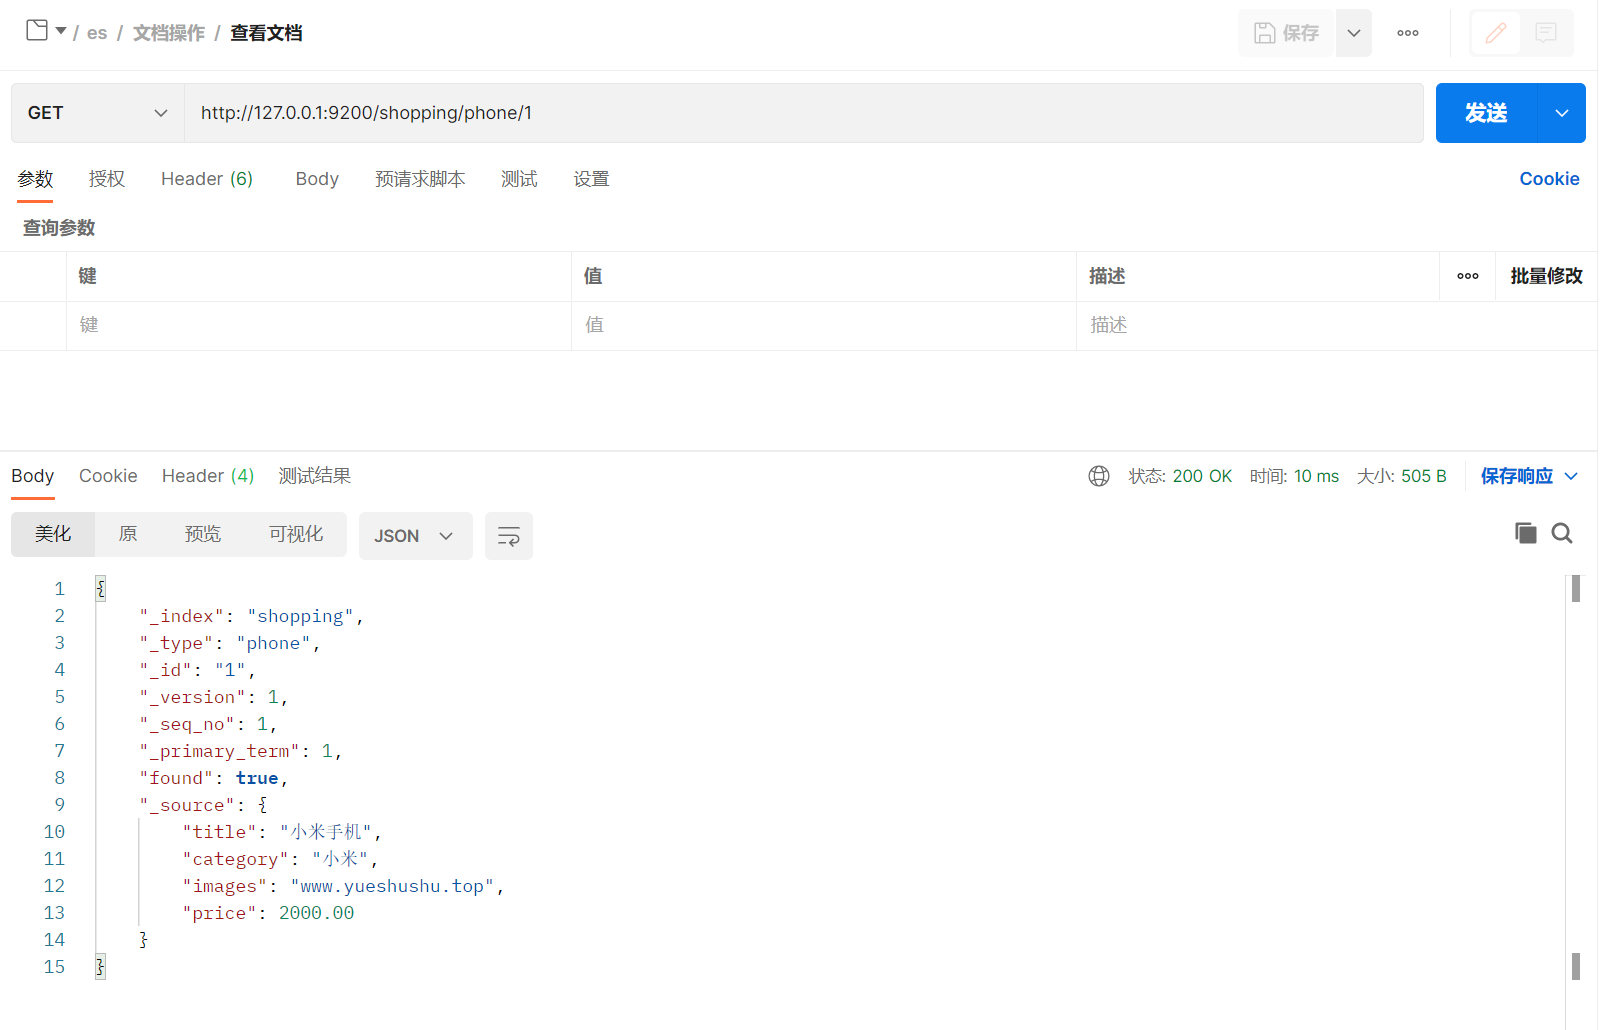 / es / 文档操作 / 查看文档
保存
GET
http://127.0.0.1:9200/shopping/phone/1
发送
参数 授权 Header (6) Body 预请求脚本 测试 设置 Cookie
查询参数
键 值 描述 批量修改
键 值 描述
Body Cookie Header (4) 测试结果 状态: 200 OK 时间: 10 ms 大小: 505 B 保存响应
美化 原 预览 可视化 JSON
1 {
2 "_index": "shopping",
3 "_type": "phone",
4 "_id": "1",
5 "_version": 1,
6 "_seq_no": 1,
7 "_primary_term": 1,
8 "found": true,
9 "_source": {
10 "title": "小米手机",
11 "category": "小米",
12 "images": "www.yueshushu.top",
13 "price": 2000.00
14 }
15 }